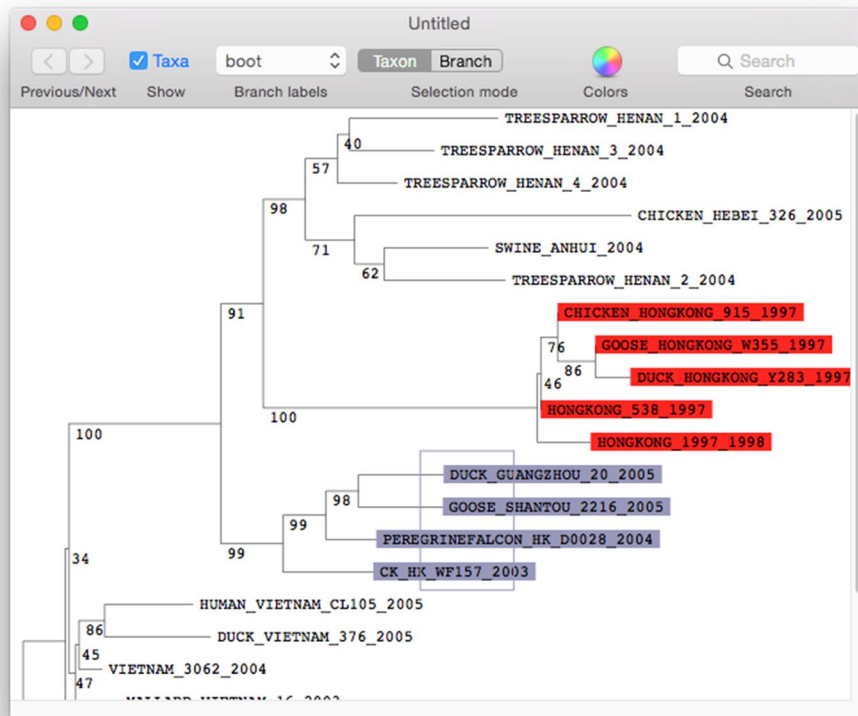 Untitled
Taxa boot Taxon Branch Search
Previous/Next Show Branch labels Selection mode Colors Search
TREESPARROW_HENAN_1_2004
40
TREESPARROW_HENAN_3_2004
57
TREESPARROW_HENAN_4_2004
98
CHICKEN_HEBEI_326_2005
71
SWINE_ANHUI_2004
62
TREESPARROW_HENAN_2_2004
91
CHICKEN_HONGKONG_915_1997
76
GOOSE_HONGKONG_W355_1997
86
DUCK_HONGKONG_Y283_1997
46
HONGKONG_538_1997
100
100
HONGKONG_1997_1998
DUCK_GUANGZHOU_20_2005
98
GOOSE_SHANTOU_2216_2005
99
PEREGRINEFALCON_HK_D0028_2004
99
34
CK_HK_WF157_2003
HUMAN_VIETNAM_CL105_2005
86
DUCK_VIETNAM_376_2005
45
VIETNAM_3062_2004
47